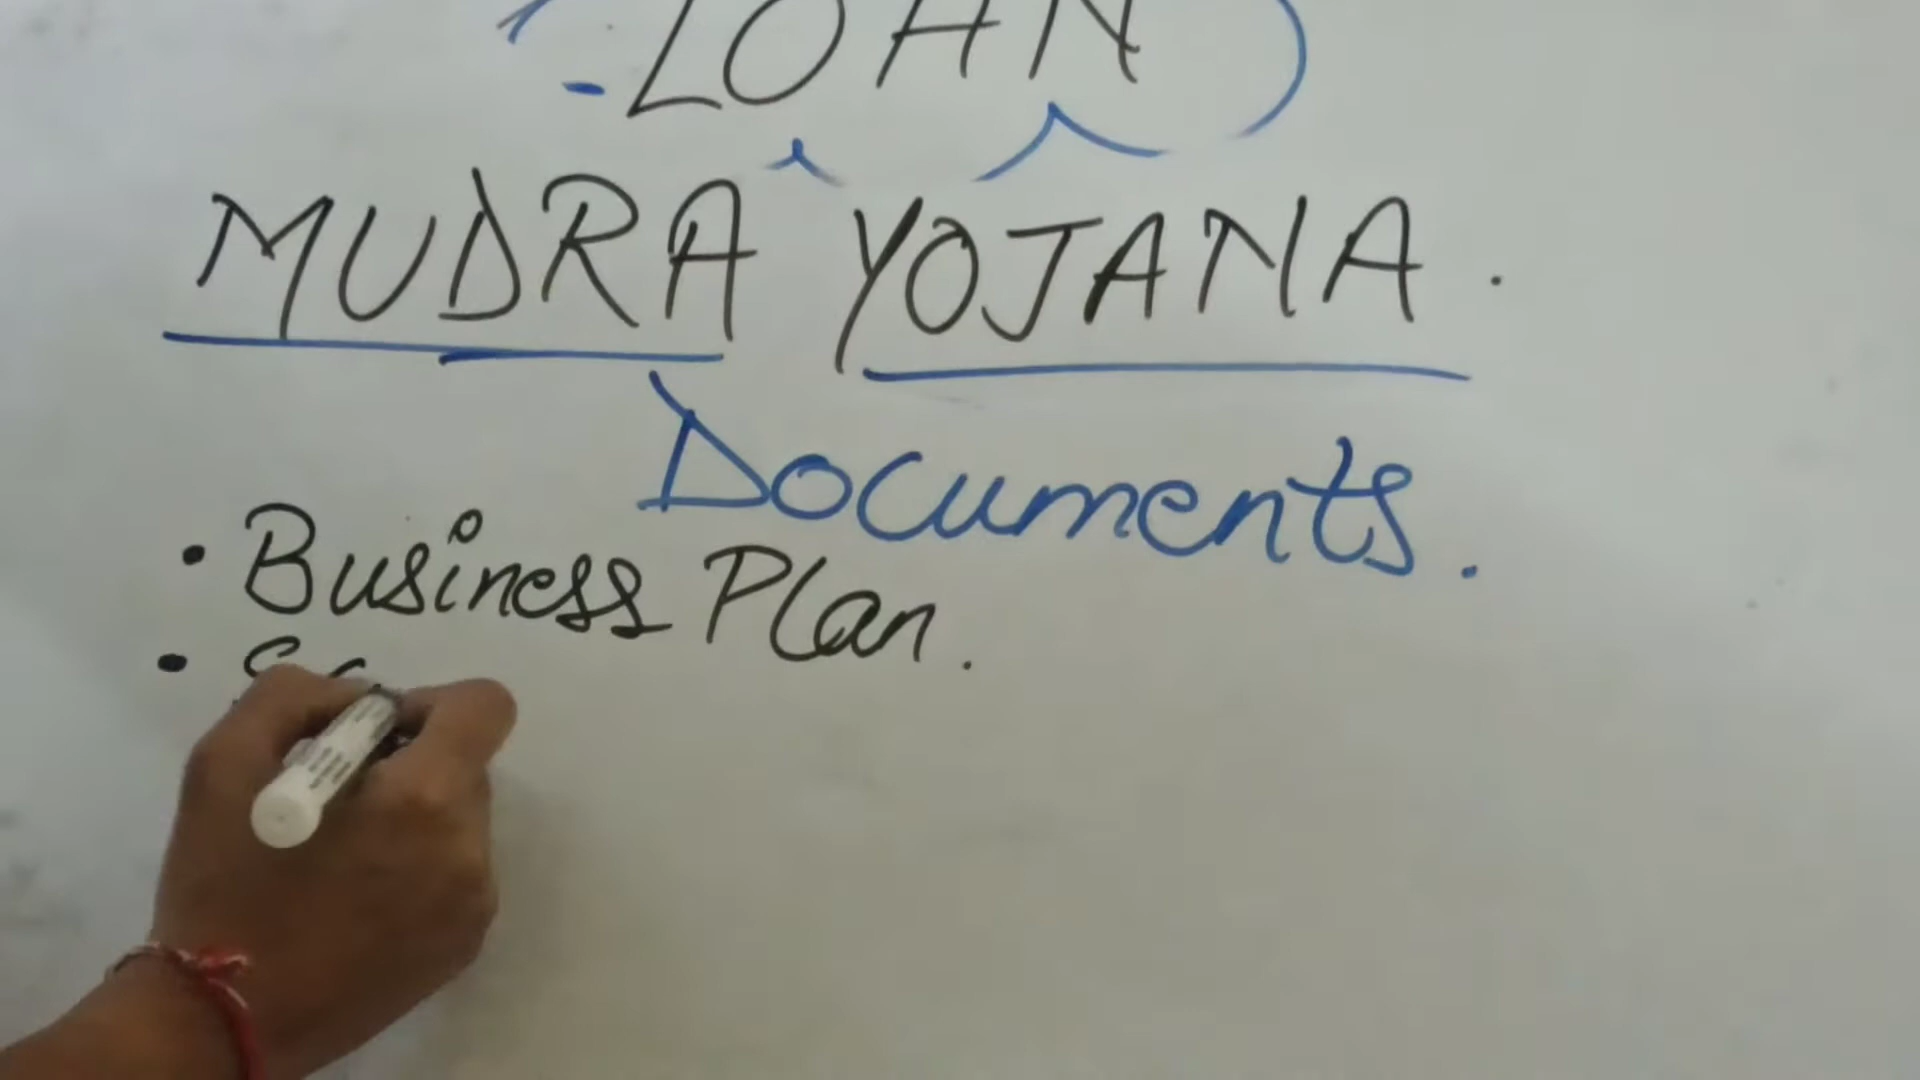 LOAN
MUDRA YOJANA.
Documents.
• Business Plan.
•